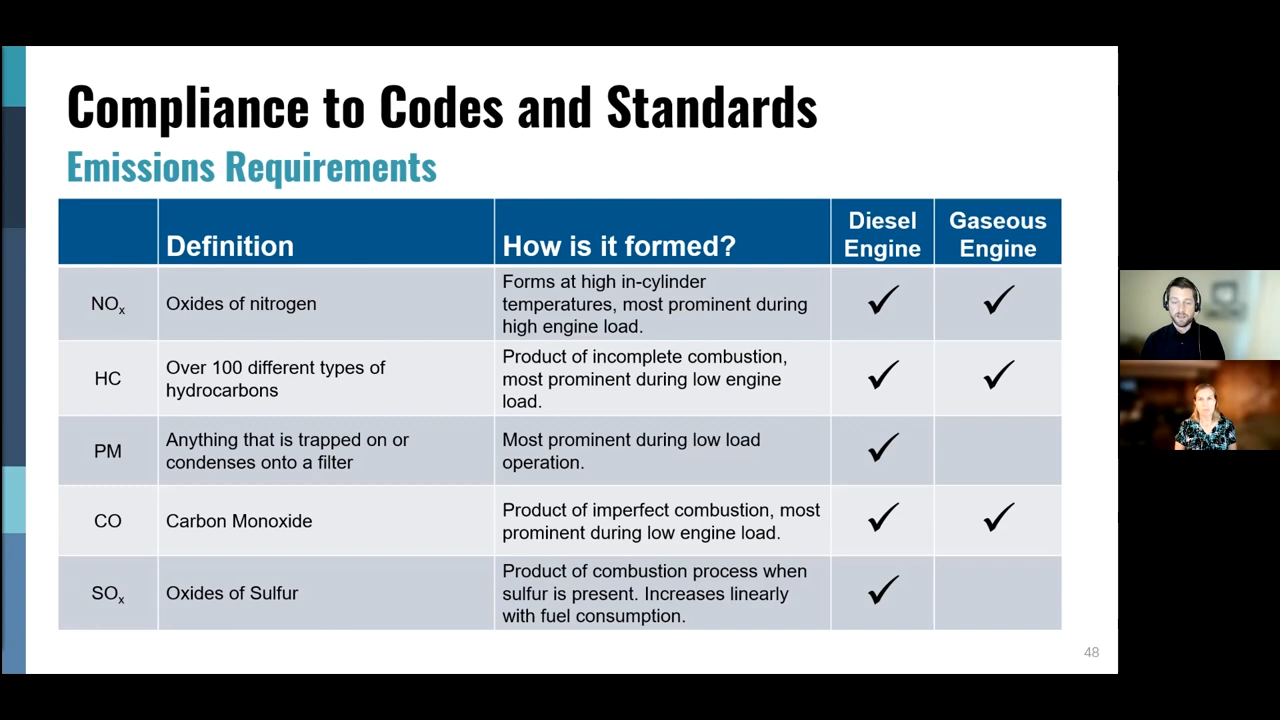 Compliance to Codes and Standards
Emissions Requirements
Definition
How is it formed?
Diesel
Engine
Gaseous
Engine
NOx
Oxides of nitrogen
Forms at high in-cylinder
temperatures, most prominent during
high engine load.
✓
✓
HC
Over 100 different types of
hydrocarbons
Product of incomplete combustion,
most prominent during low engine
load.
✓
✓
PM
Anything that is trapped on or
condenses onto a filter
Most prominent during low load
operation.
✓
CO
Carbon Monoxide
Product of imperfect combustion, most
prominent during low engine load.
✓
✓
SOx
Oxides of Sulfur
Product of combustion process when
sulfur is present. Increases linearly
with fuel consumption.
✓
48